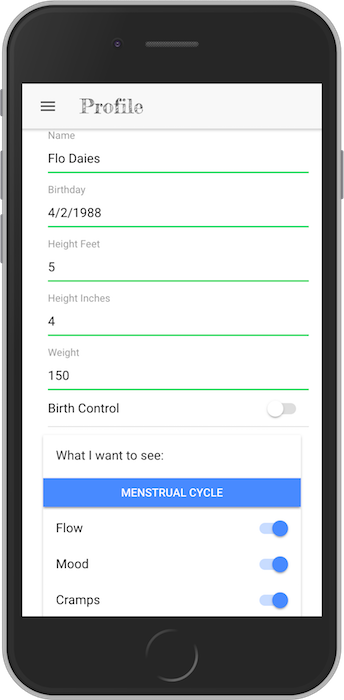 Profile
Name
Flo Daies
Birthday
4/2/1988
Height Feet
5
Height Inches
4
Weight
150
Birth Control
What I want to see:
MENSTRUAL CYCLE
Flow
Mood
Cramps